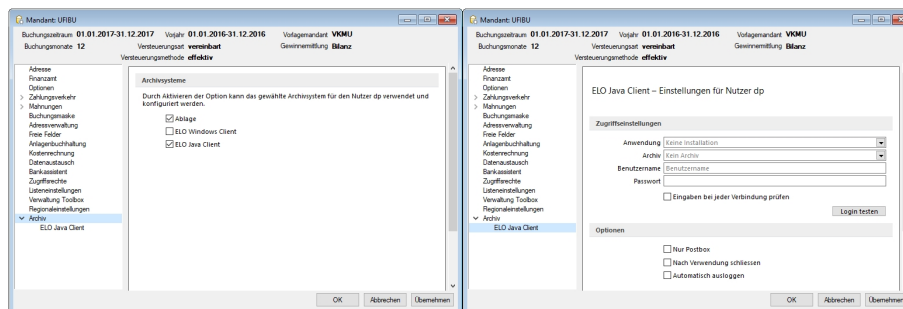 Mandant: UFIBU
Buchungszeitraum 01.01.2017-31.12.2017 Vorjahr 01.01.2016-31.12.2016 Vorlagemandant VKMU
Buchungsmonate 12 Versteuerungsart vereinbart Gewinnermittlung Bilanz
Versteuerungsmethode effektiv
Adresse
Finanzamt
Optionen
Zahlungsverkehr
Mahnungen
Buchungsmaske
Adressverwaltung
Freie Felder
Anlagenbuchhaltung
Kostenrechnung
Datenaustausch
Bankassistent
Zugriffsrechte
Listeneinstellungen
Verwaltung Toolbox
Regionaleinstellungen
Archiv
ELO Java Client
Archivsysteme
Durch Aktivieren der Option kann das gewählte Archivsystem für den Nutzer dp verwendet und
konfiguriert werden.
Ablage
ELO Windows Client
ELO Java Client
OK Abbrechen Übernehmen
Mandant: UFIBU
Buchungszeitraum 01.01.2017-31.12.2017 Vorjahr 01.01.2016-31.12.2016 Vorlagemandant VKMU
Buchungsmonate 12 Versteuerungsart vereinbart Gewinnermittlung Bilanz
Versteuerungsmethode effektiv
Adresse
Finanzamt
Optionen
Zahlungsverkehr
Mahnungen
Buchungsmaske
Adressverwaltung
Freie Felder
Anlagenbuchhaltung
Kostenrechnung
Datenaustausch
Bankassistent
Zugriffsrechte
Listeneinstellungen
Verwaltung Toolbox
Regionaleinstellungen
Archiv
ELO Java Client
ELO Java Client – Einstellungen für Nutzer dp
Zugriffseinstellungen
Anwendung Keine Installation
Archiv Kein Archiv
Benutzername Benutzername
Passwort
Eingaben bei jeder Verbindung prüfen
Login testen
Optionen
Nur Postbox
Nach Verwendung schliessen
Automatisch ausloggen
OK Abbrechen Übernehmen